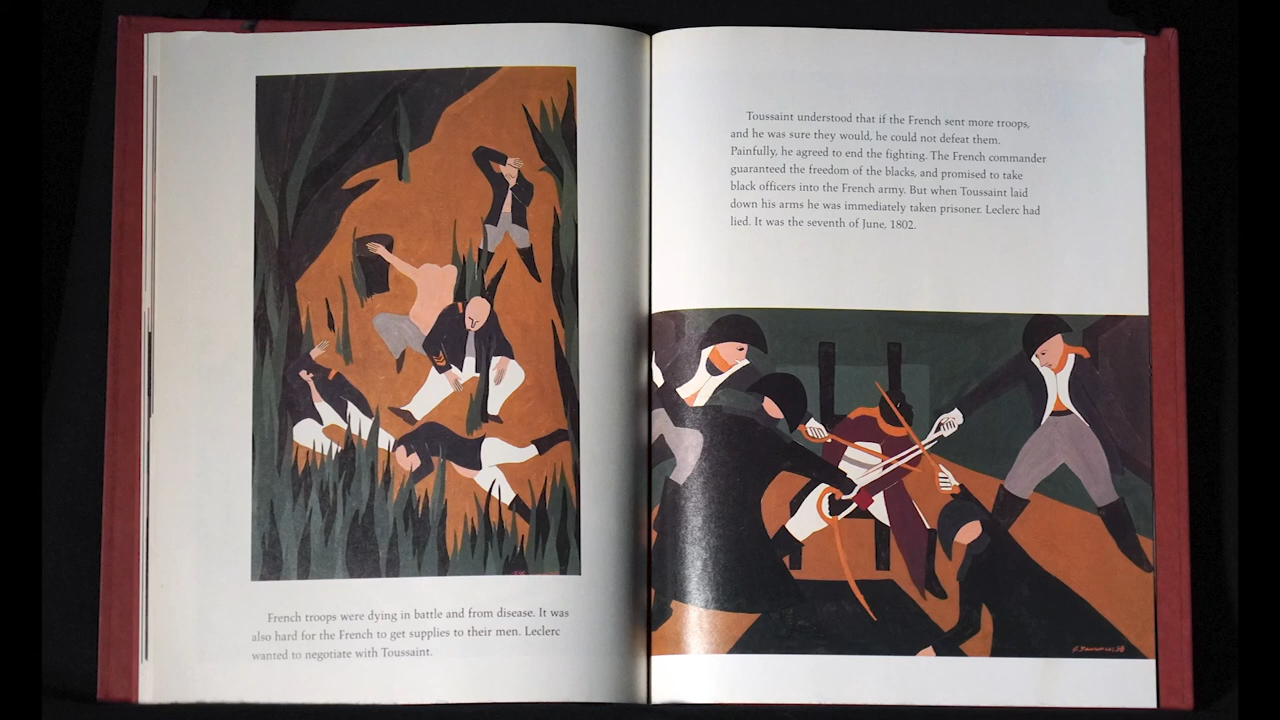 French troops were dying in battle and from disease. It was
also hard for the French to get supplies to their men. Leclerc
wanted to negotiate with Toussaint.
Toussaint understood that if the French sent more troops,
and he was sure they would, he could not defeat them.
Painfully, he agreed to end the fighting. The French commander
guaranteed the freedom of the blacks, and promised to take
black officers into the French army. But when Toussaint laid
down his arms he was immediately taken prisoner. Leclerc had
lied. It was the seventh of June, 1802.